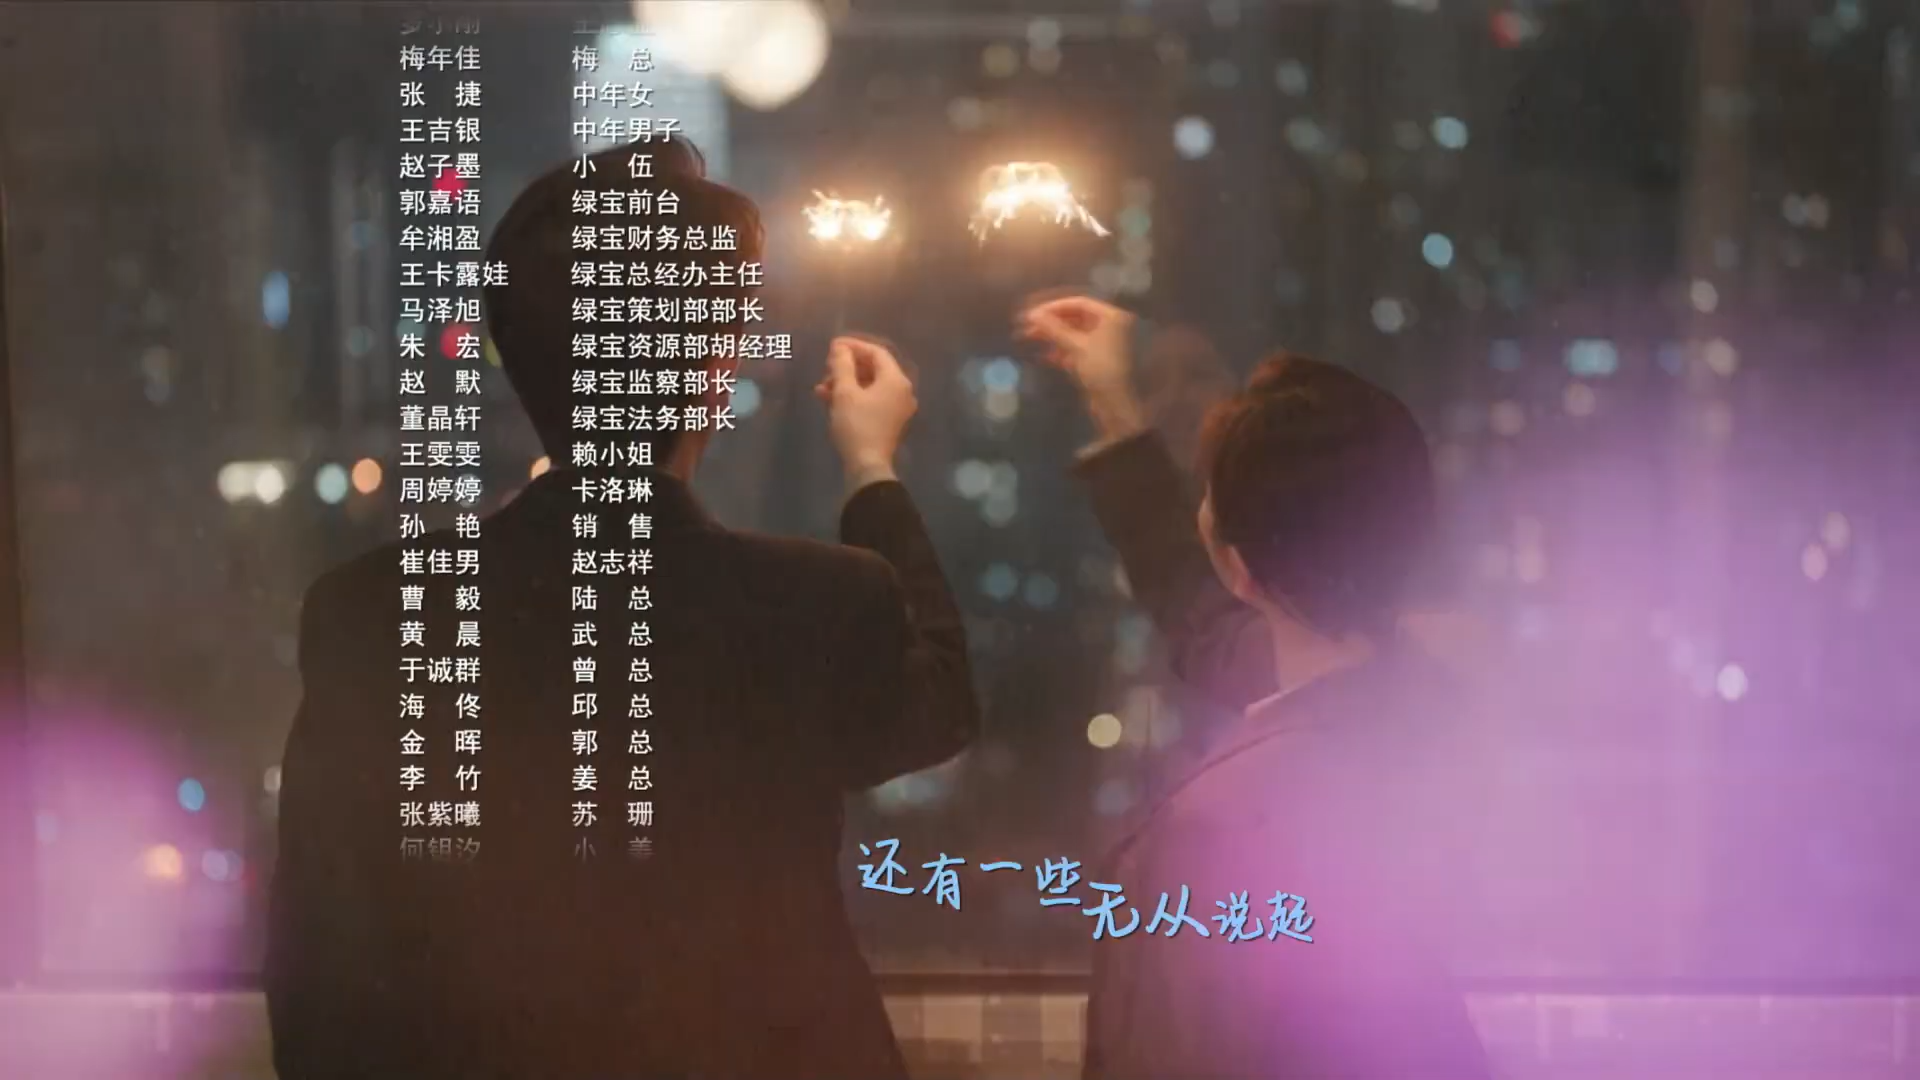 梅年佳 梅 总
张 捷 中年女
王吉银 中年男子
赵子墨 小 伍
郭嘉语 绿宝前台
牟湘盈 绿宝财务总监
王卡露娃 绿宝总经办主任
马泽旭 绿宝策划部部长
朱 宏 绿宝资源部胡经理
赵 默 绿宝监察部长
董晶轩 绿宝法务部长
王雯雯 赖小姐
周婷婷 卡洛琳
孙 艳 销 售
崔佳男 赵志祥
曹 毅 陆 总
黄 晨 武 总
于诚群 曾 总
海 佟 邱 总
金 晖 郭 总
李 竹 姜 总
张紫曦 苏 珊
还有一些无从说起